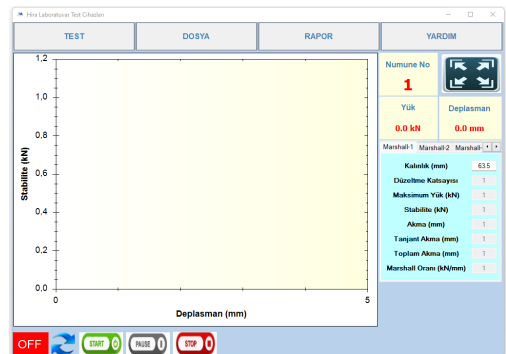 Hira Laboratuvar Test Cihazları
TEST DOSYA RAPOR YARDIM
Numune No
1
Yük Deplasman
0.0 kN 0.0 mm
Marshall-1 Marshall-2 Marshall-
Kalınlık (mm) 63.5
Düzeltme Katsayısı 1
Maksimum Yük (kN) 1
Stabilite (kN) 1
Akma (mm) 1
Tanjant Akma (mm) 1
Toplam Akma (mm) 1
Marshall Oranı (kN/mm) 1
Stabilite (kN)
1,2
1,0
0,8
0,6
0,4
0,2
0,0
0 5
Deplasman (mm)
OFF START PAUSE STOP